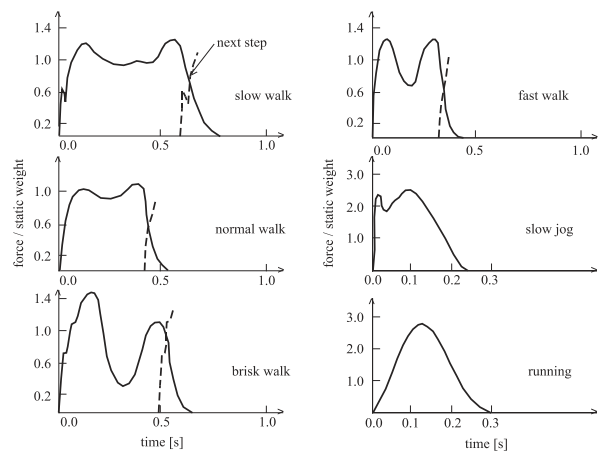 1.4
1.0
0.6
0.2
next step
slow walk
0.0 0.5 1.0
1.4
1.0
0.6
0.2
fast walk
0.0 0.5 1.0
force / static weight
1.0
0.6
0.2
normal walk
0.0 0.5 1.0
force / static weight
3.0
2.0
1.0
slow jog
0.0 0.1 0.2 0.3
1.4
1.0
0.6
0.2
brisk walk
0.0 0.5 1.0
time [s]
3.0
2.0
1.0
running
0.0 0.1 0.2 0.3
time [s]